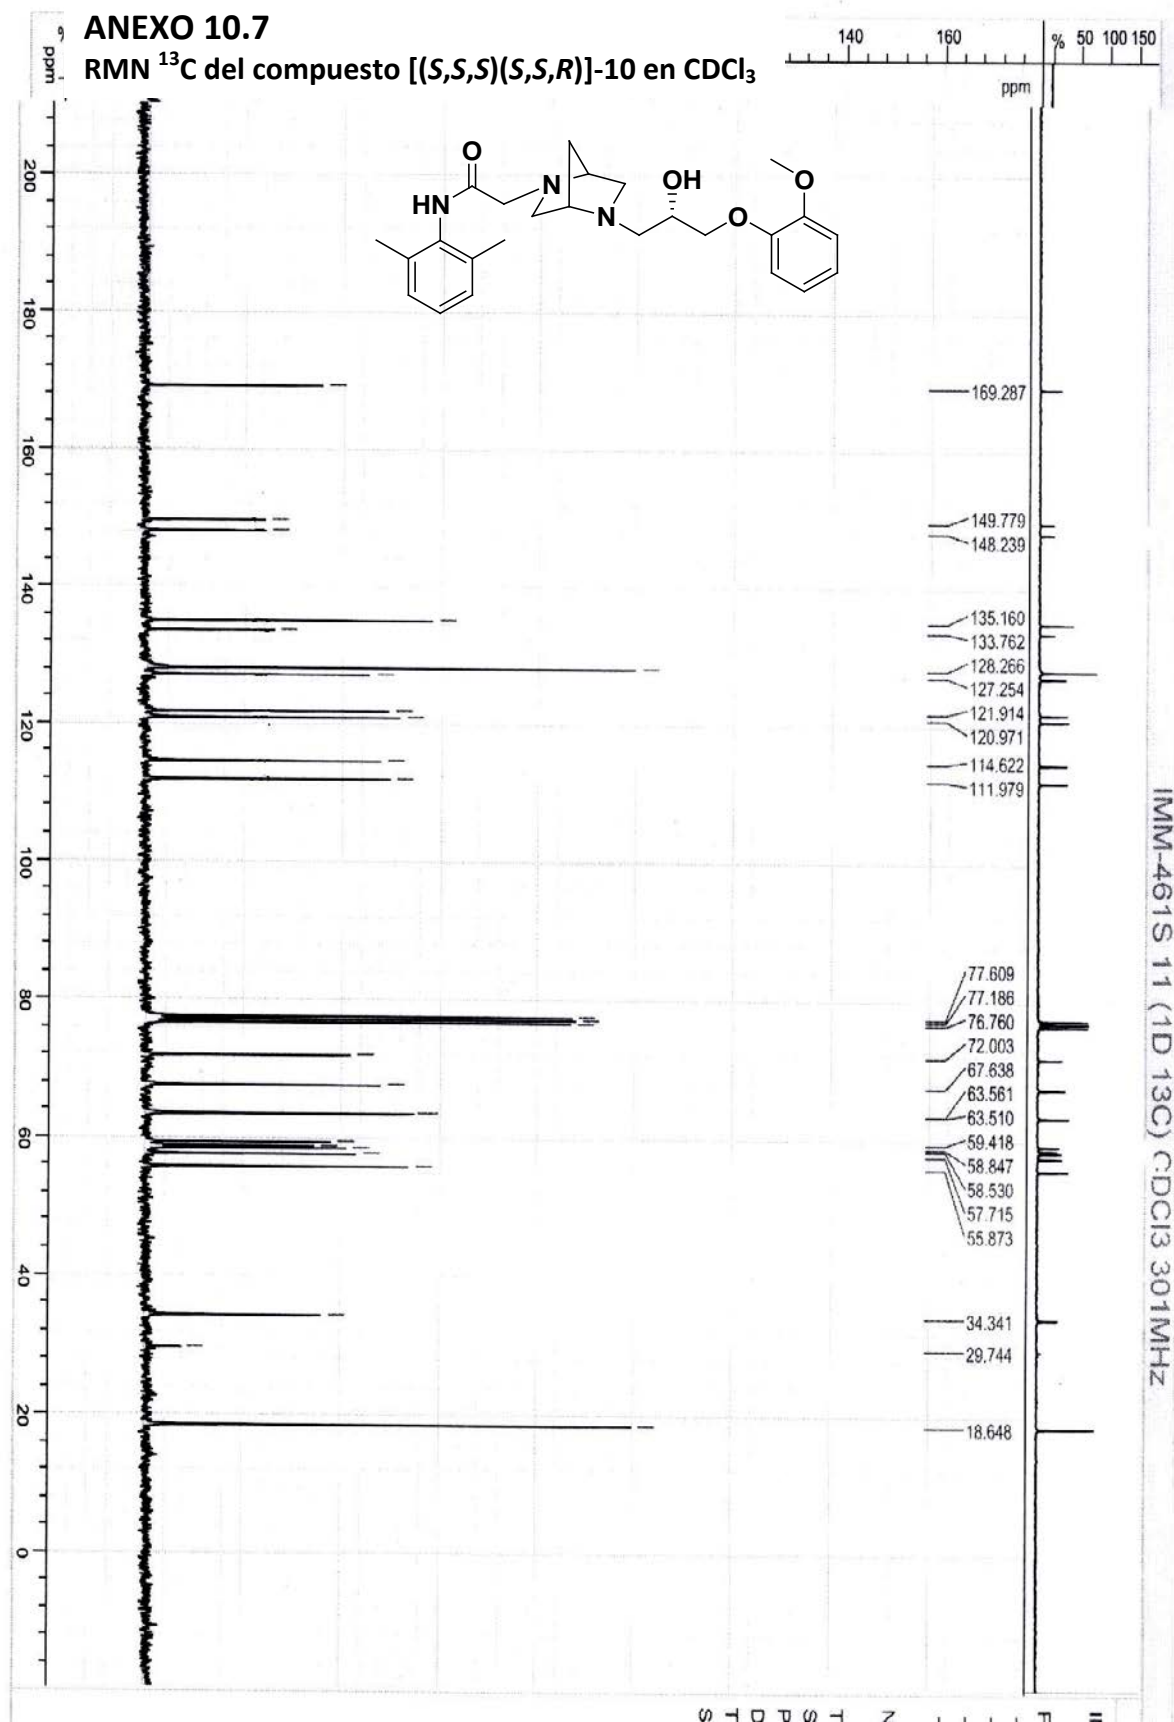 ANEXO 10.7
RMN ¹³C del compuesto [(S,S,S)(S,S,R)]-10 en CDCl₃
140 160
ppm
% 50 100 150
ppm
O
HN
N
N
OH
O
O
200
180
160
140
120
100
80
60
40
20
0
169.287
149.779
148.239
135.160
133.762
128.266
127.254
121.914
120.971
114.622
111.979
77.609
77.186
76.760
72.003
67.638
63.561
63.510
59.418
58.847
58.530
57.715
55.873
34.341
29.744
18.648
IMM-461S 11 (1D 13C) CDCl3 301MHz
S T D P S T N